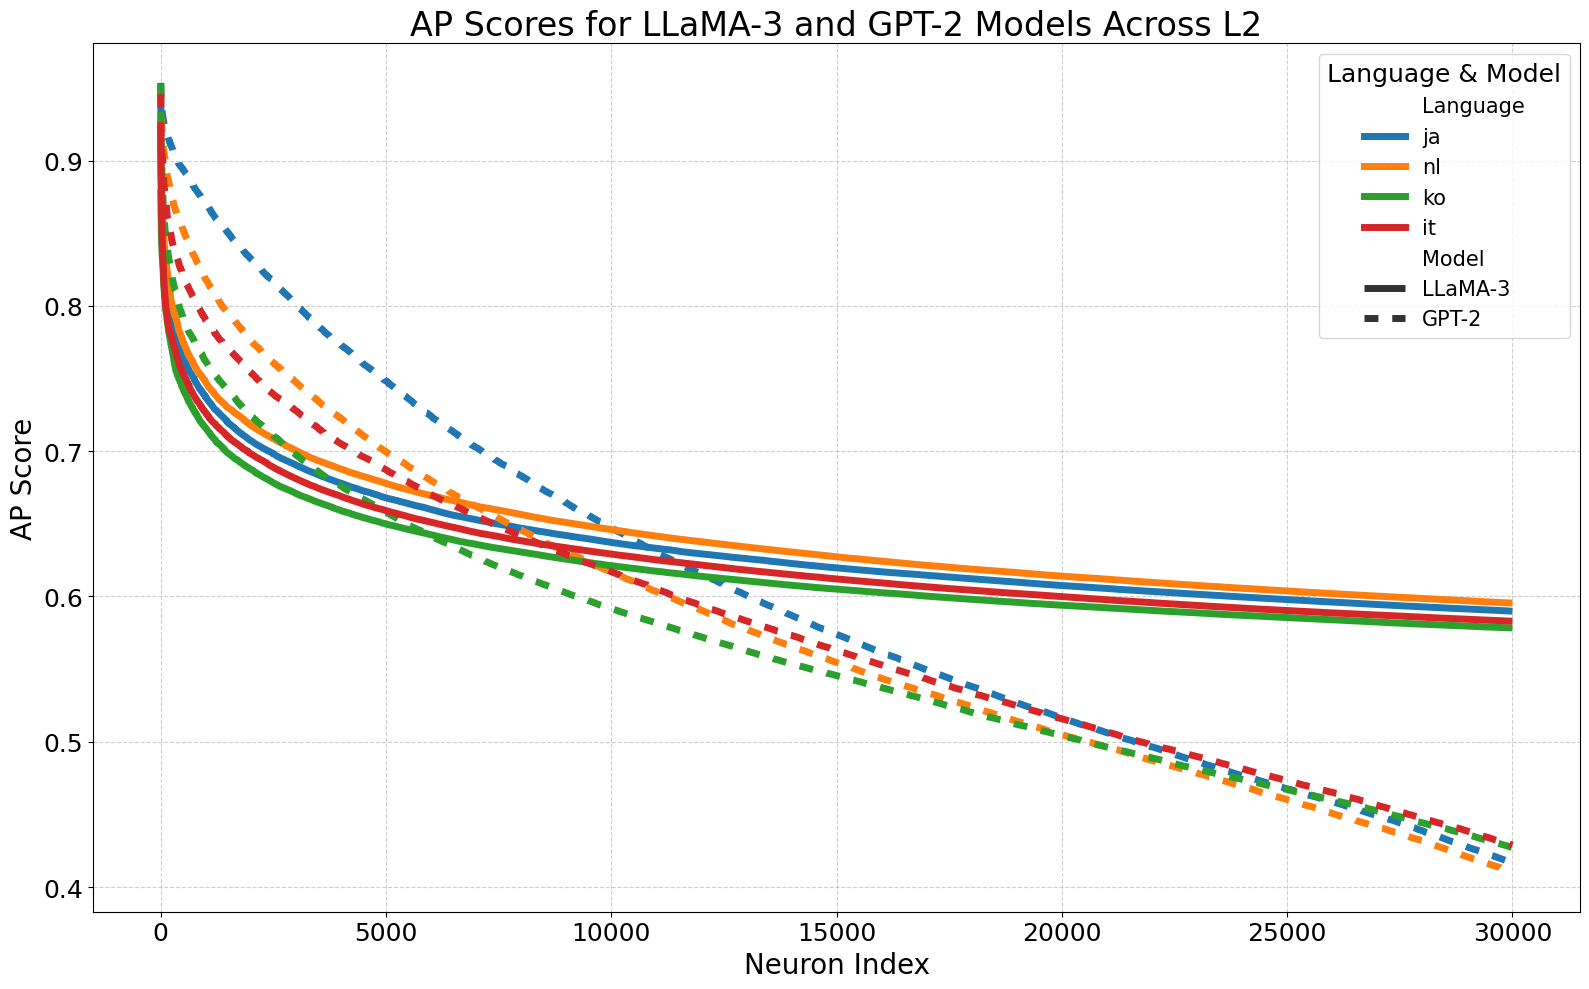 AP Scores for LLaMA-3 and GPT-2 Models Across L2
Language & Model
Language
ja
nl
ko
it
Model
LLaMA-3
GPT-2
AP Score
0.9
0.8
0.7
0.6
0.5
0.4
0 5000 10000 15000 20000 25000 30000
Neuron Index